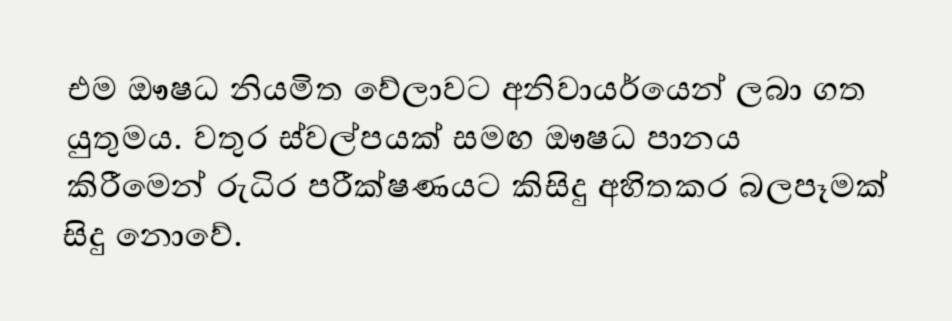 එම ඖෂධ නියමිත වේලාවට අනිවායර්යෙන් ලබා ගත
යුතුමය. වතුර ස්වල්පයක් සමඟ ඖෂධ පානය
කිරීමෙන් රුධිර පරීක්ෂණයට කිසිදු අහිතකර බලපෑමක්
සිදු නොවේ.